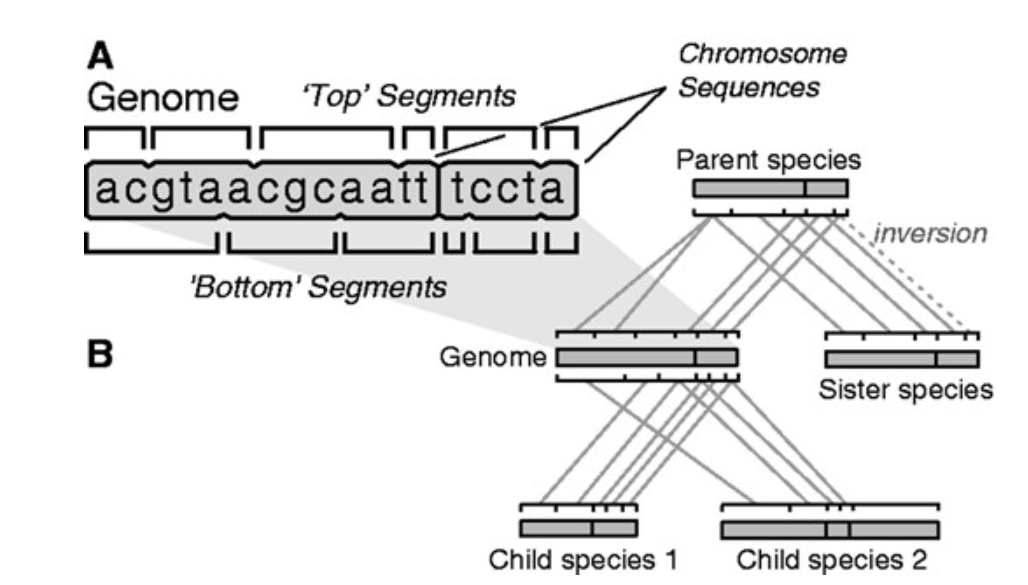 A
Genome
'Top' Segments
Chromosome
Sequences
acgtaacgcaatt tccta
'Bottom' Segments
Parent species
inversion
B
Genome
Sister species
Child species 1
Child species 2